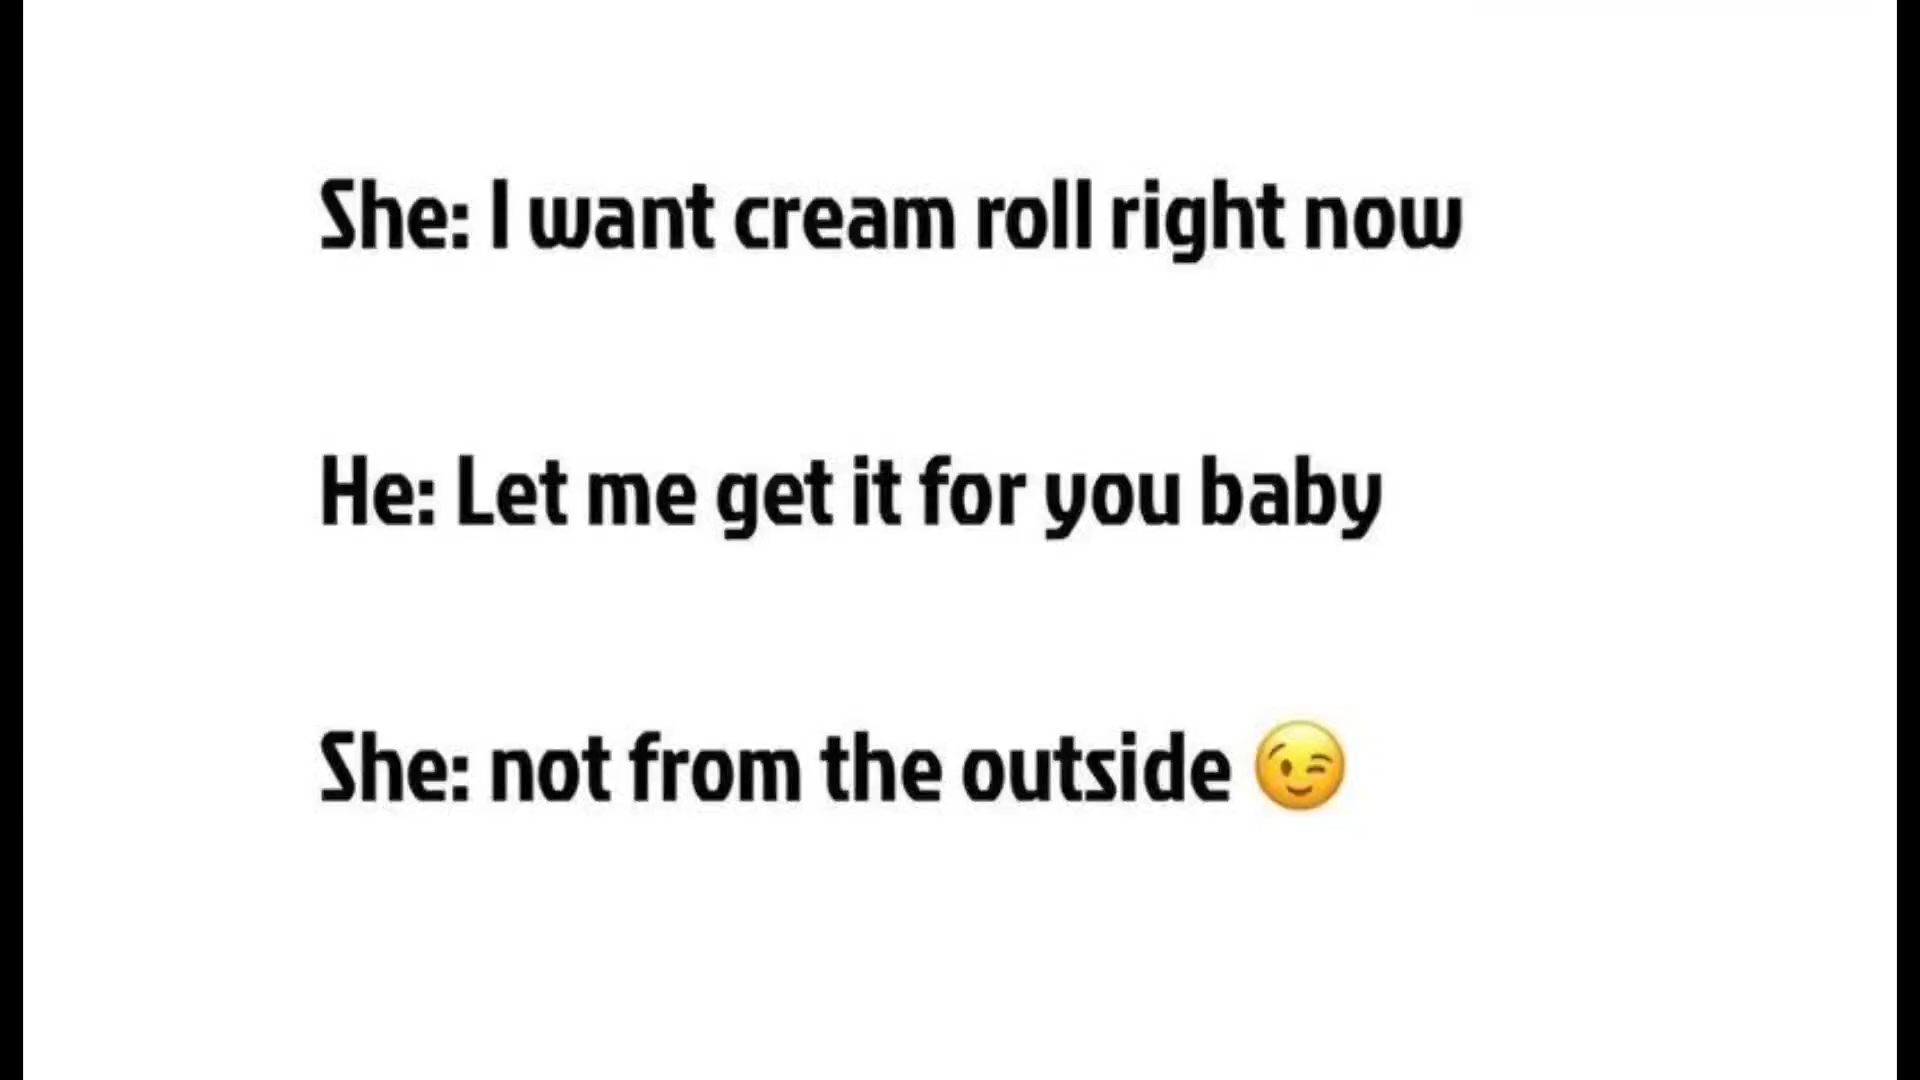 She: I want cream roll right now
He: Let me get it for you baby
She: not from the outside 😉